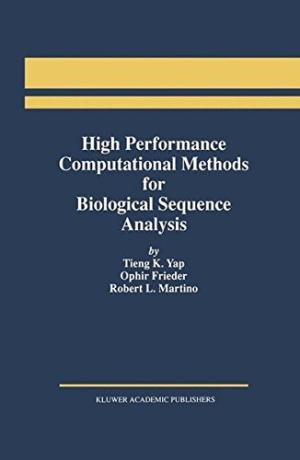 High Performance
Computational Methods
for
Biological Sequence
Analysis
by
Tieng K. Yap
Ophir Frieder
Robert L. Martino
KLUWER ACADEMIC PUBLISHERS